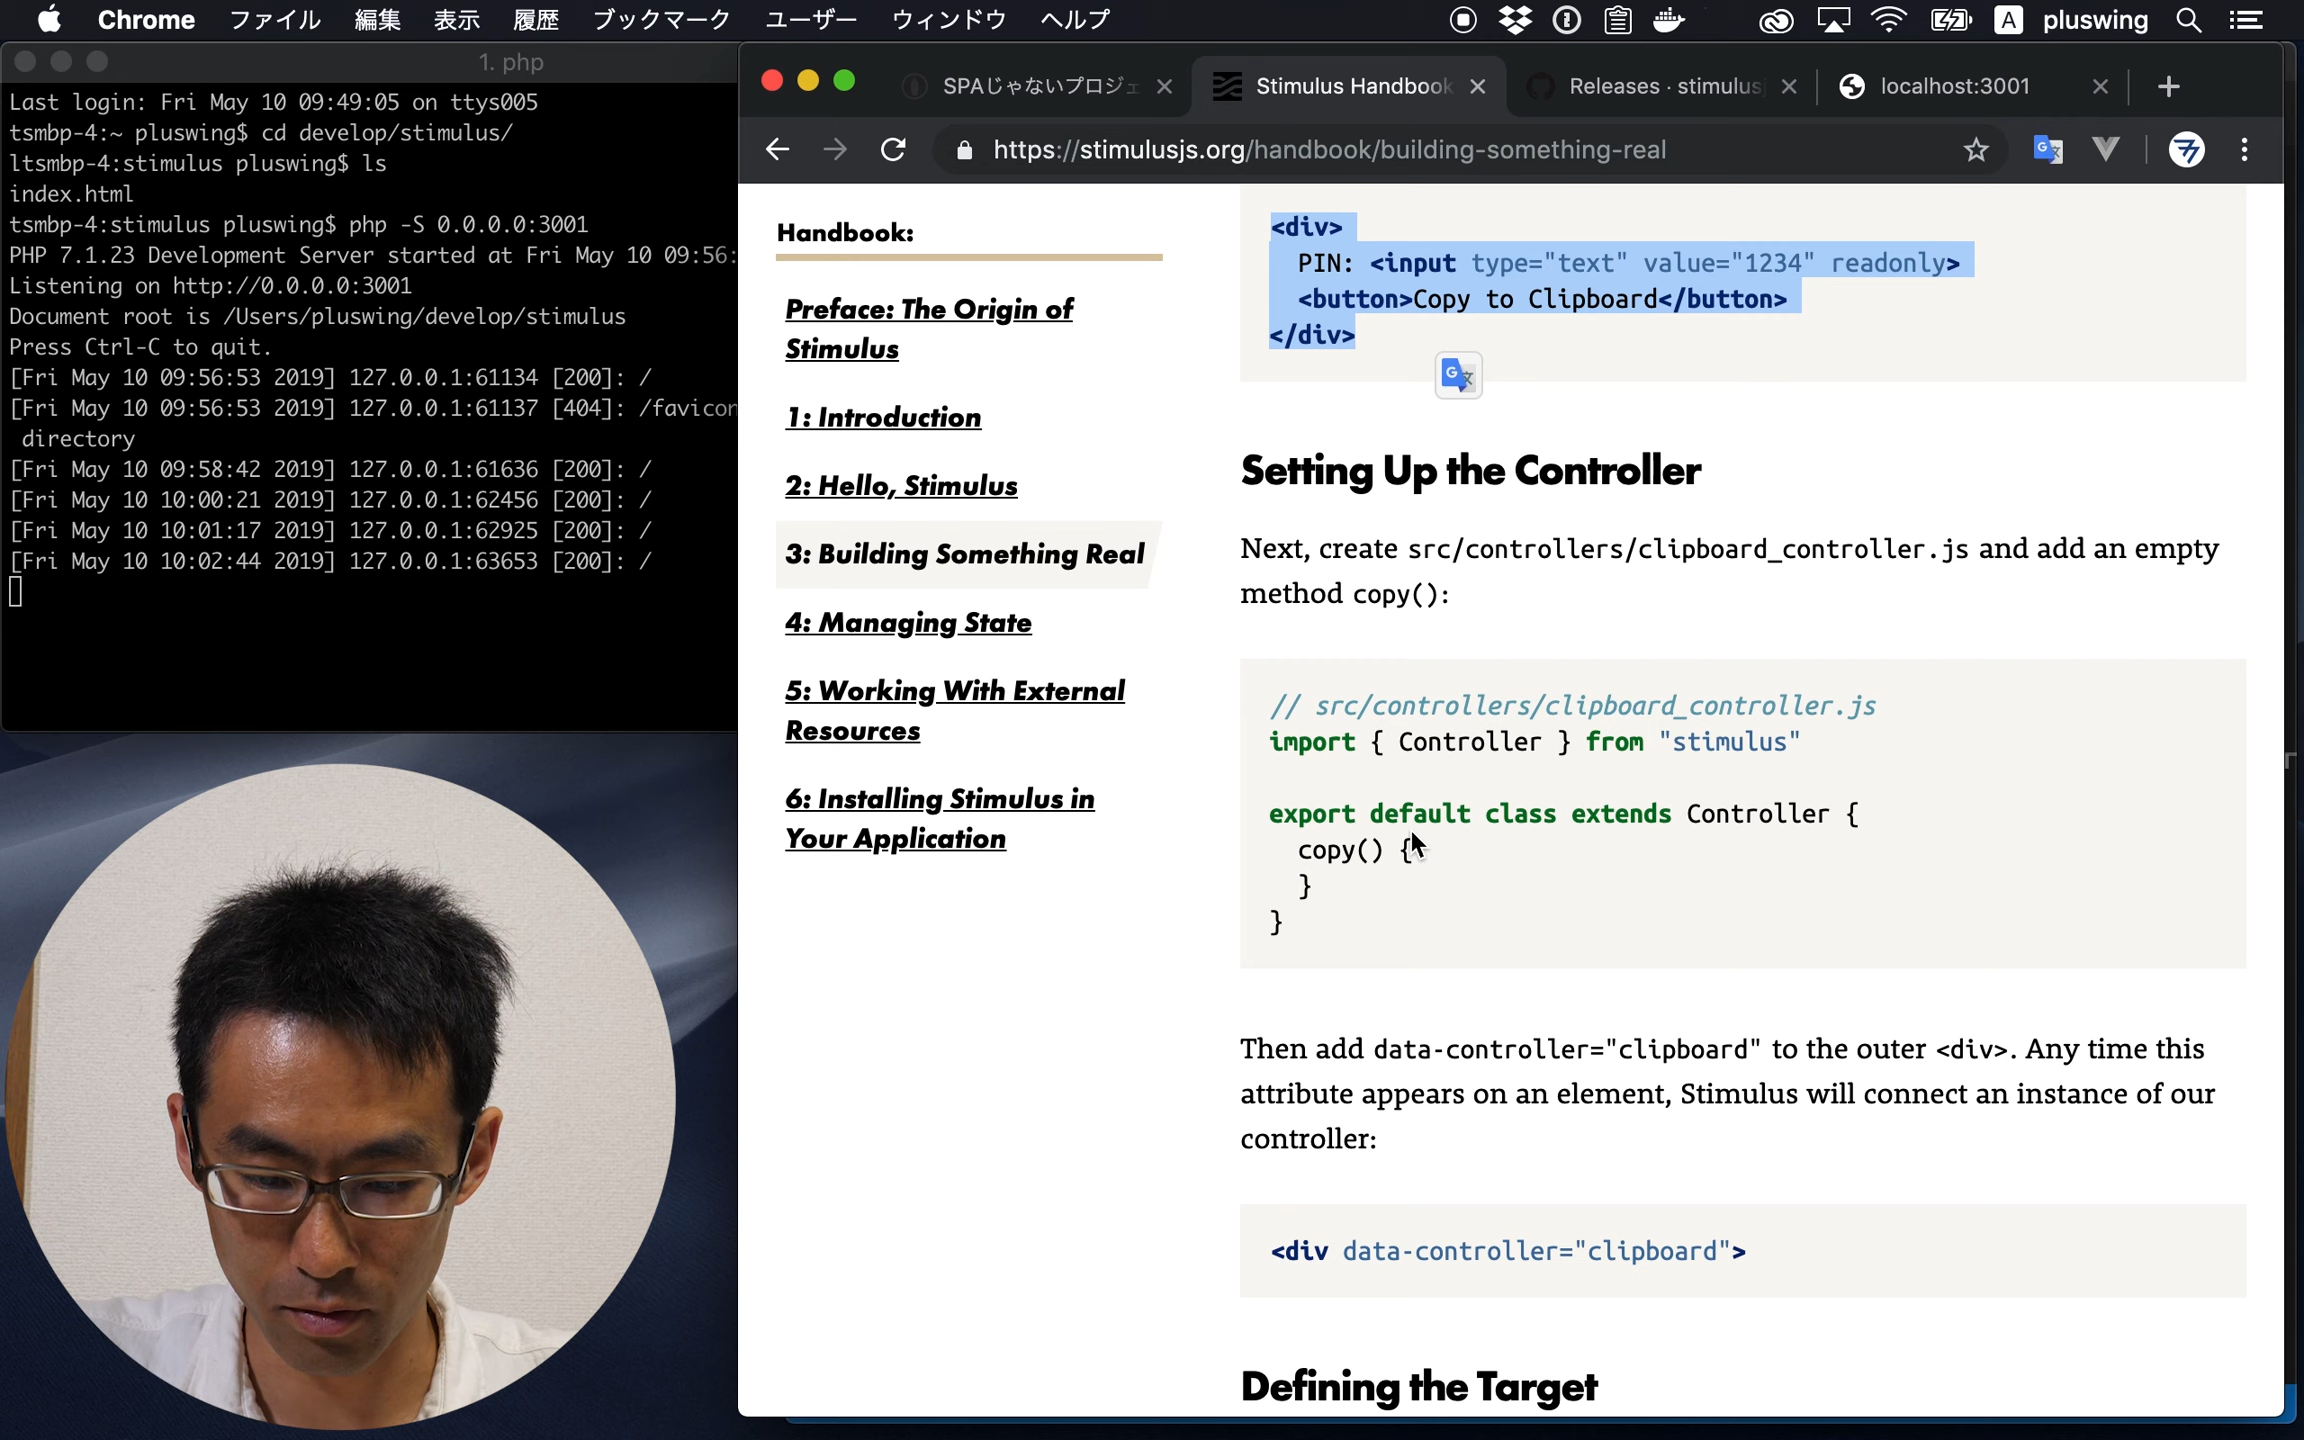 Chrome ファイル 編集 表示 履歴 ブックマーク ユーザー ウィンドウ ヘルプ A pluswing
1. php
Last login: Fri May 10 09:49:05 on ttys005
tsmbp-4:~ pluswing$ cd develop/stimulus/
ltsmbp-4:stimulus pluswing$ ls
index.html
tsmbp-4:stimulus pluswing$ php -S 0.0.0.0:3001
PHP 7.1.23 Development Server started at Fri May 10 09:56:
Listening on http://0.0.0.0:3001
Document root is /Users/pluswing/develop/stimulus
Press Ctrl-C to quit.
[Fri May 10 09:56:53 2019] 127.0.0.1:61134 [200]: /
[Fri May 10 09:56:53 2019] 127.0.0.1:61137 [404]: /favicon
directory
[Fri May 10 09:58:42 2019] 127.0.0.1:61636 [200]: /
[Fri May 10 10:00:21 2019] 127.0.0.1:62456 [200]: /
[Fri May 10 10:01:17 2019] 127.0.0.1:62925 [200]: /
[Fri May 10 10:02:44 2019] 127.0.0.1:63653 [200]: /
SPAじゃないプロジェ
Stimulus Handbook
Releases · stimulus
localhost:3001
https://stimulusjs.org/handbook/building-something-real
Handbook:
Preface: The Origin of
Stimulus
1: Introduction
2: Hello, Stimulus
3: Building Something Real
4: Managing State
5: Working With External
Resources
6: Installing Stimulus in
Your Application
<div>
PIN: <input type="text" value="1234" readonly>
<button>Copy to Clipboard</button>
</div>
Setting Up the Controller
Next, create src/controllers/clipboard_controller.js and add an empty
method copy():
// src/controllers/clipboard_controller.js
import { Controller } from "stimulus"
export default class extends Controller {
copy() {
}
}
Then add data-controller="clipboard" to the outer <div>. Any time this
attribute appears on an element, Stimulus will connect an instance of our
controller:
<div data-controller="clipboard">
Defining the Target